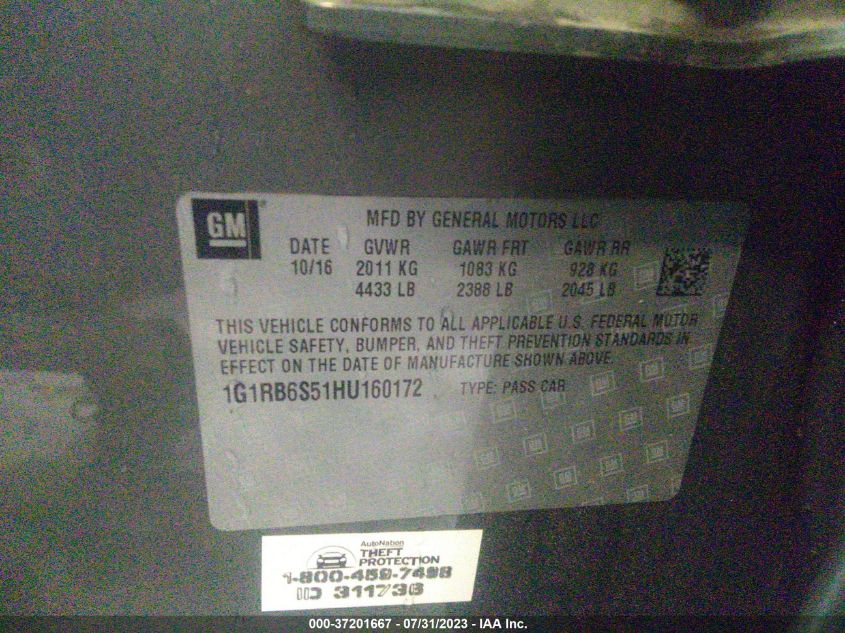 GM ®
MFD BY GENERAL MOTORS LLC
DATE GVWR GAWR FRT GAWR RR
10/16 2011 KG 1083 KG 928 KG
4433 LB 2388 LB 2045 LB
THIS VEHICLE CONFORMS TO ALL APPLICABLE U.S. FEDERAL MOTOR
VEHICLE SAFETY, BUMPER, AND THEFT PREVENTION STANDARDS IN
EFFECT ON THE DATE OF MANUFACTURE SHOWN ABOVE.
1G1RB6S51HU160172 TYPE: PASS CAR
AutoNation
THEFT
PROTECTION
1-800-459-7498
ID 311736
000-37201667 - 07/31/2023 - IAA Inc.